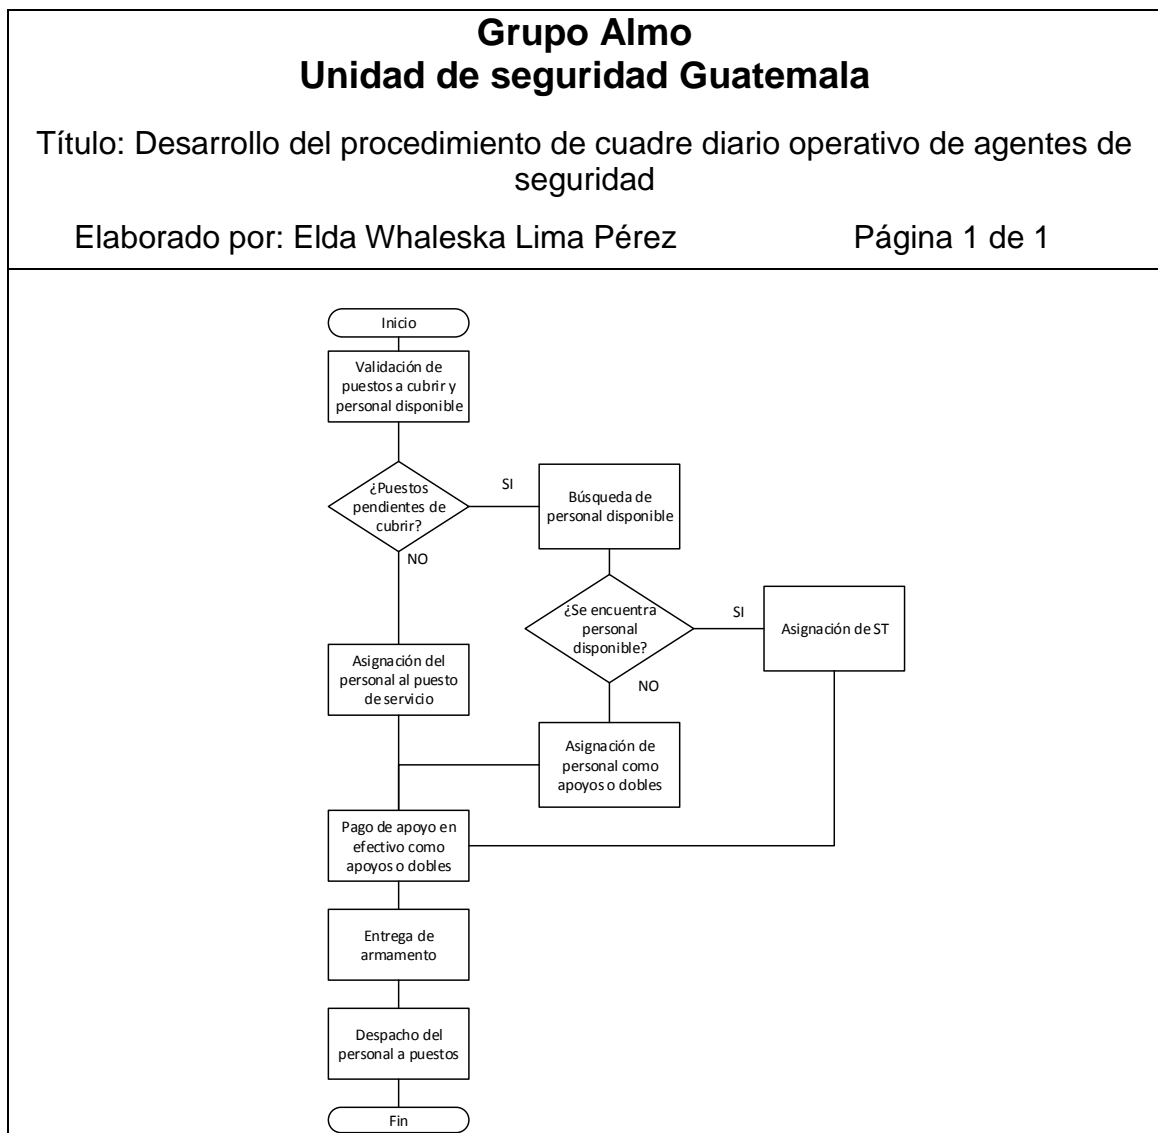 Grupo Almo
Unidad de seguridad Guatemala
Título: Desarrollo del procedimiento de cuadre diario operativo de agentes de
seguridad
Elaborado por: Elda Whaleska Lima Pérez Página 1 de 1
Inicio
Validación de
puestos a cubrir y
personal disponible
¿Puestos
pendientes de
cubrir?
SI
Búsqueda de
personal disponible
NO
¿Se encuentra
personal
disponible?
SI
Asignación de ST
Asignación del
personal al puesto
de servicio
NO
Asignación de
personal como
apoyos o dobles
Pago de apoyo en
efectivo como
apoyos o dobles
Entrega de
armamento
Despacho del
personal a puestos
Fin